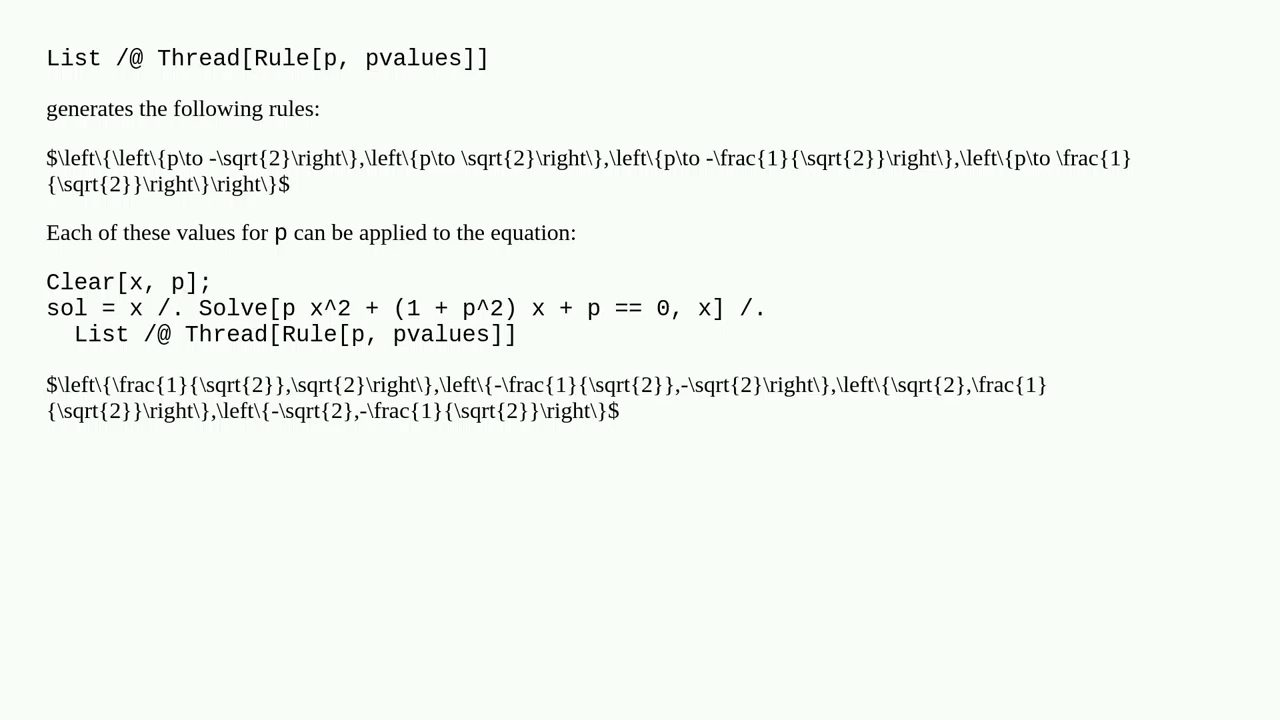 List /@ Thread[Rule[p, pvalues]]
generates the following rules:
$\left\{\left\{p\to -\sqrt{2}\right\},\left\{p\to \sqrt{2}\right\},\left\{p\to -\frac{1}{\sqrt{2}}\right\},\left\{p\to \frac{1}
{\sqrt{2}}\right\}\right\}$
Each of these values for p can be applied to the equation:
Clear[x, p];
sol = x /. Solve[p x^2 + (1 + p^2) x + p == 0, x] /.
  List /@ Thread[Rule[p, pvalues]]
$\left\{\frac{1}{\sqrt{2}},\sqrt{2}\right\},\left\{-\frac{1}{\sqrt{2}},-\sqrt{2}\right\},\left\{\sqrt{2},\frac{1}
{\sqrt{2}}\right\},\left\{-\sqrt{2},-\frac{1}{\sqrt{2}}\right\}$